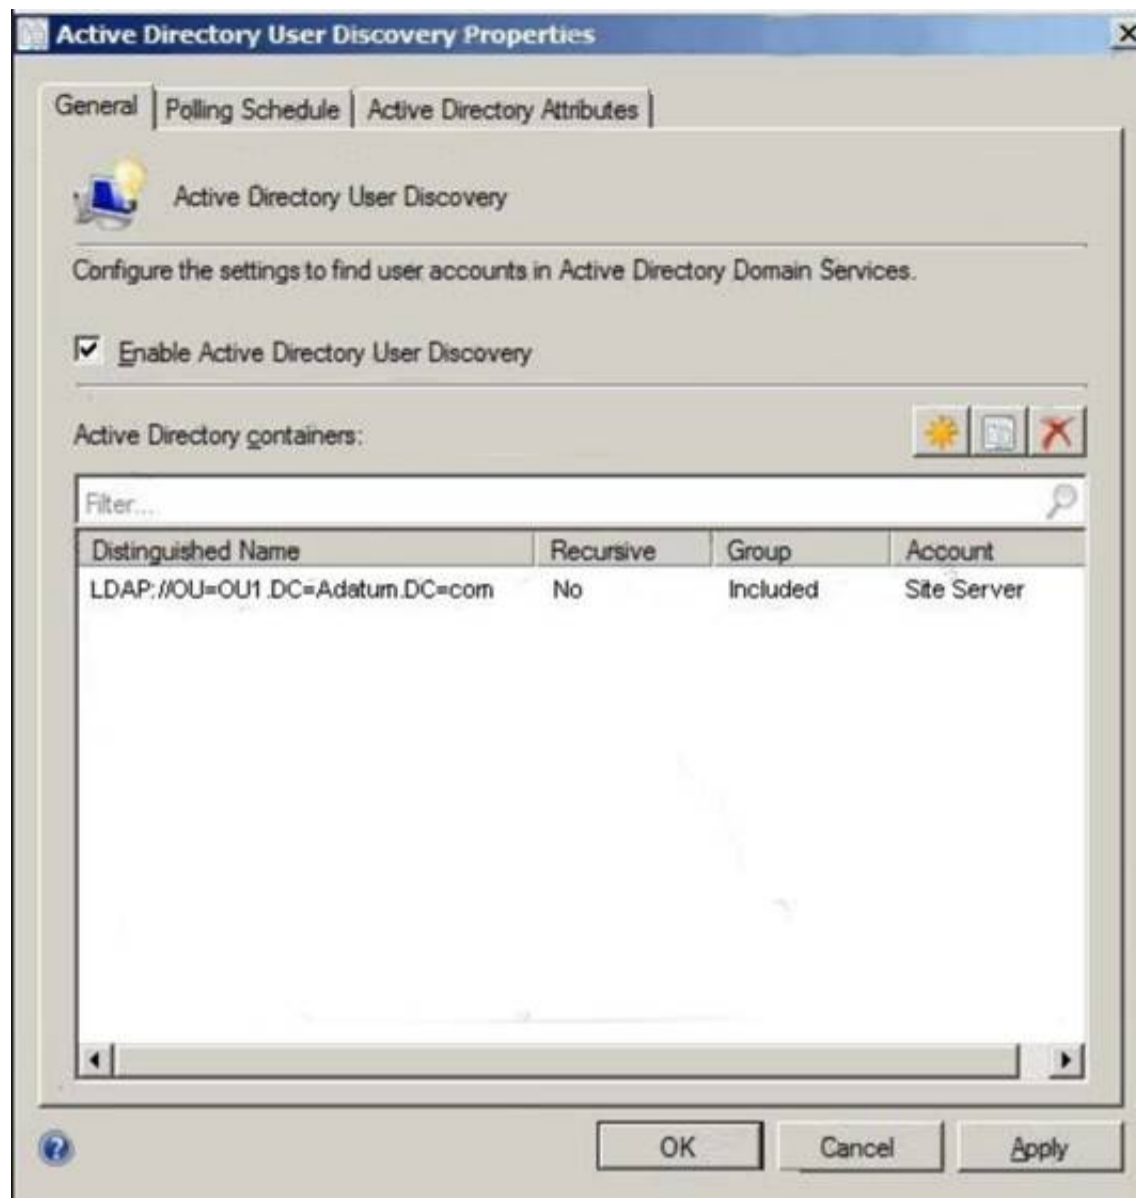 Active Directory User Discovery Properties
General Polling Schedule Active Directory Attributes
Active Directory User Discovery
Configure the settings to find user accounts in Active Directory Domain Services.
Enable Active Directory User Discovery
Active Directory containers:
Filter...
Distinguished Name Recursive Group Account
LDAP://OU=OU1.DC=Adatum.DC=com No Included Site Server
OK Cancel Apply